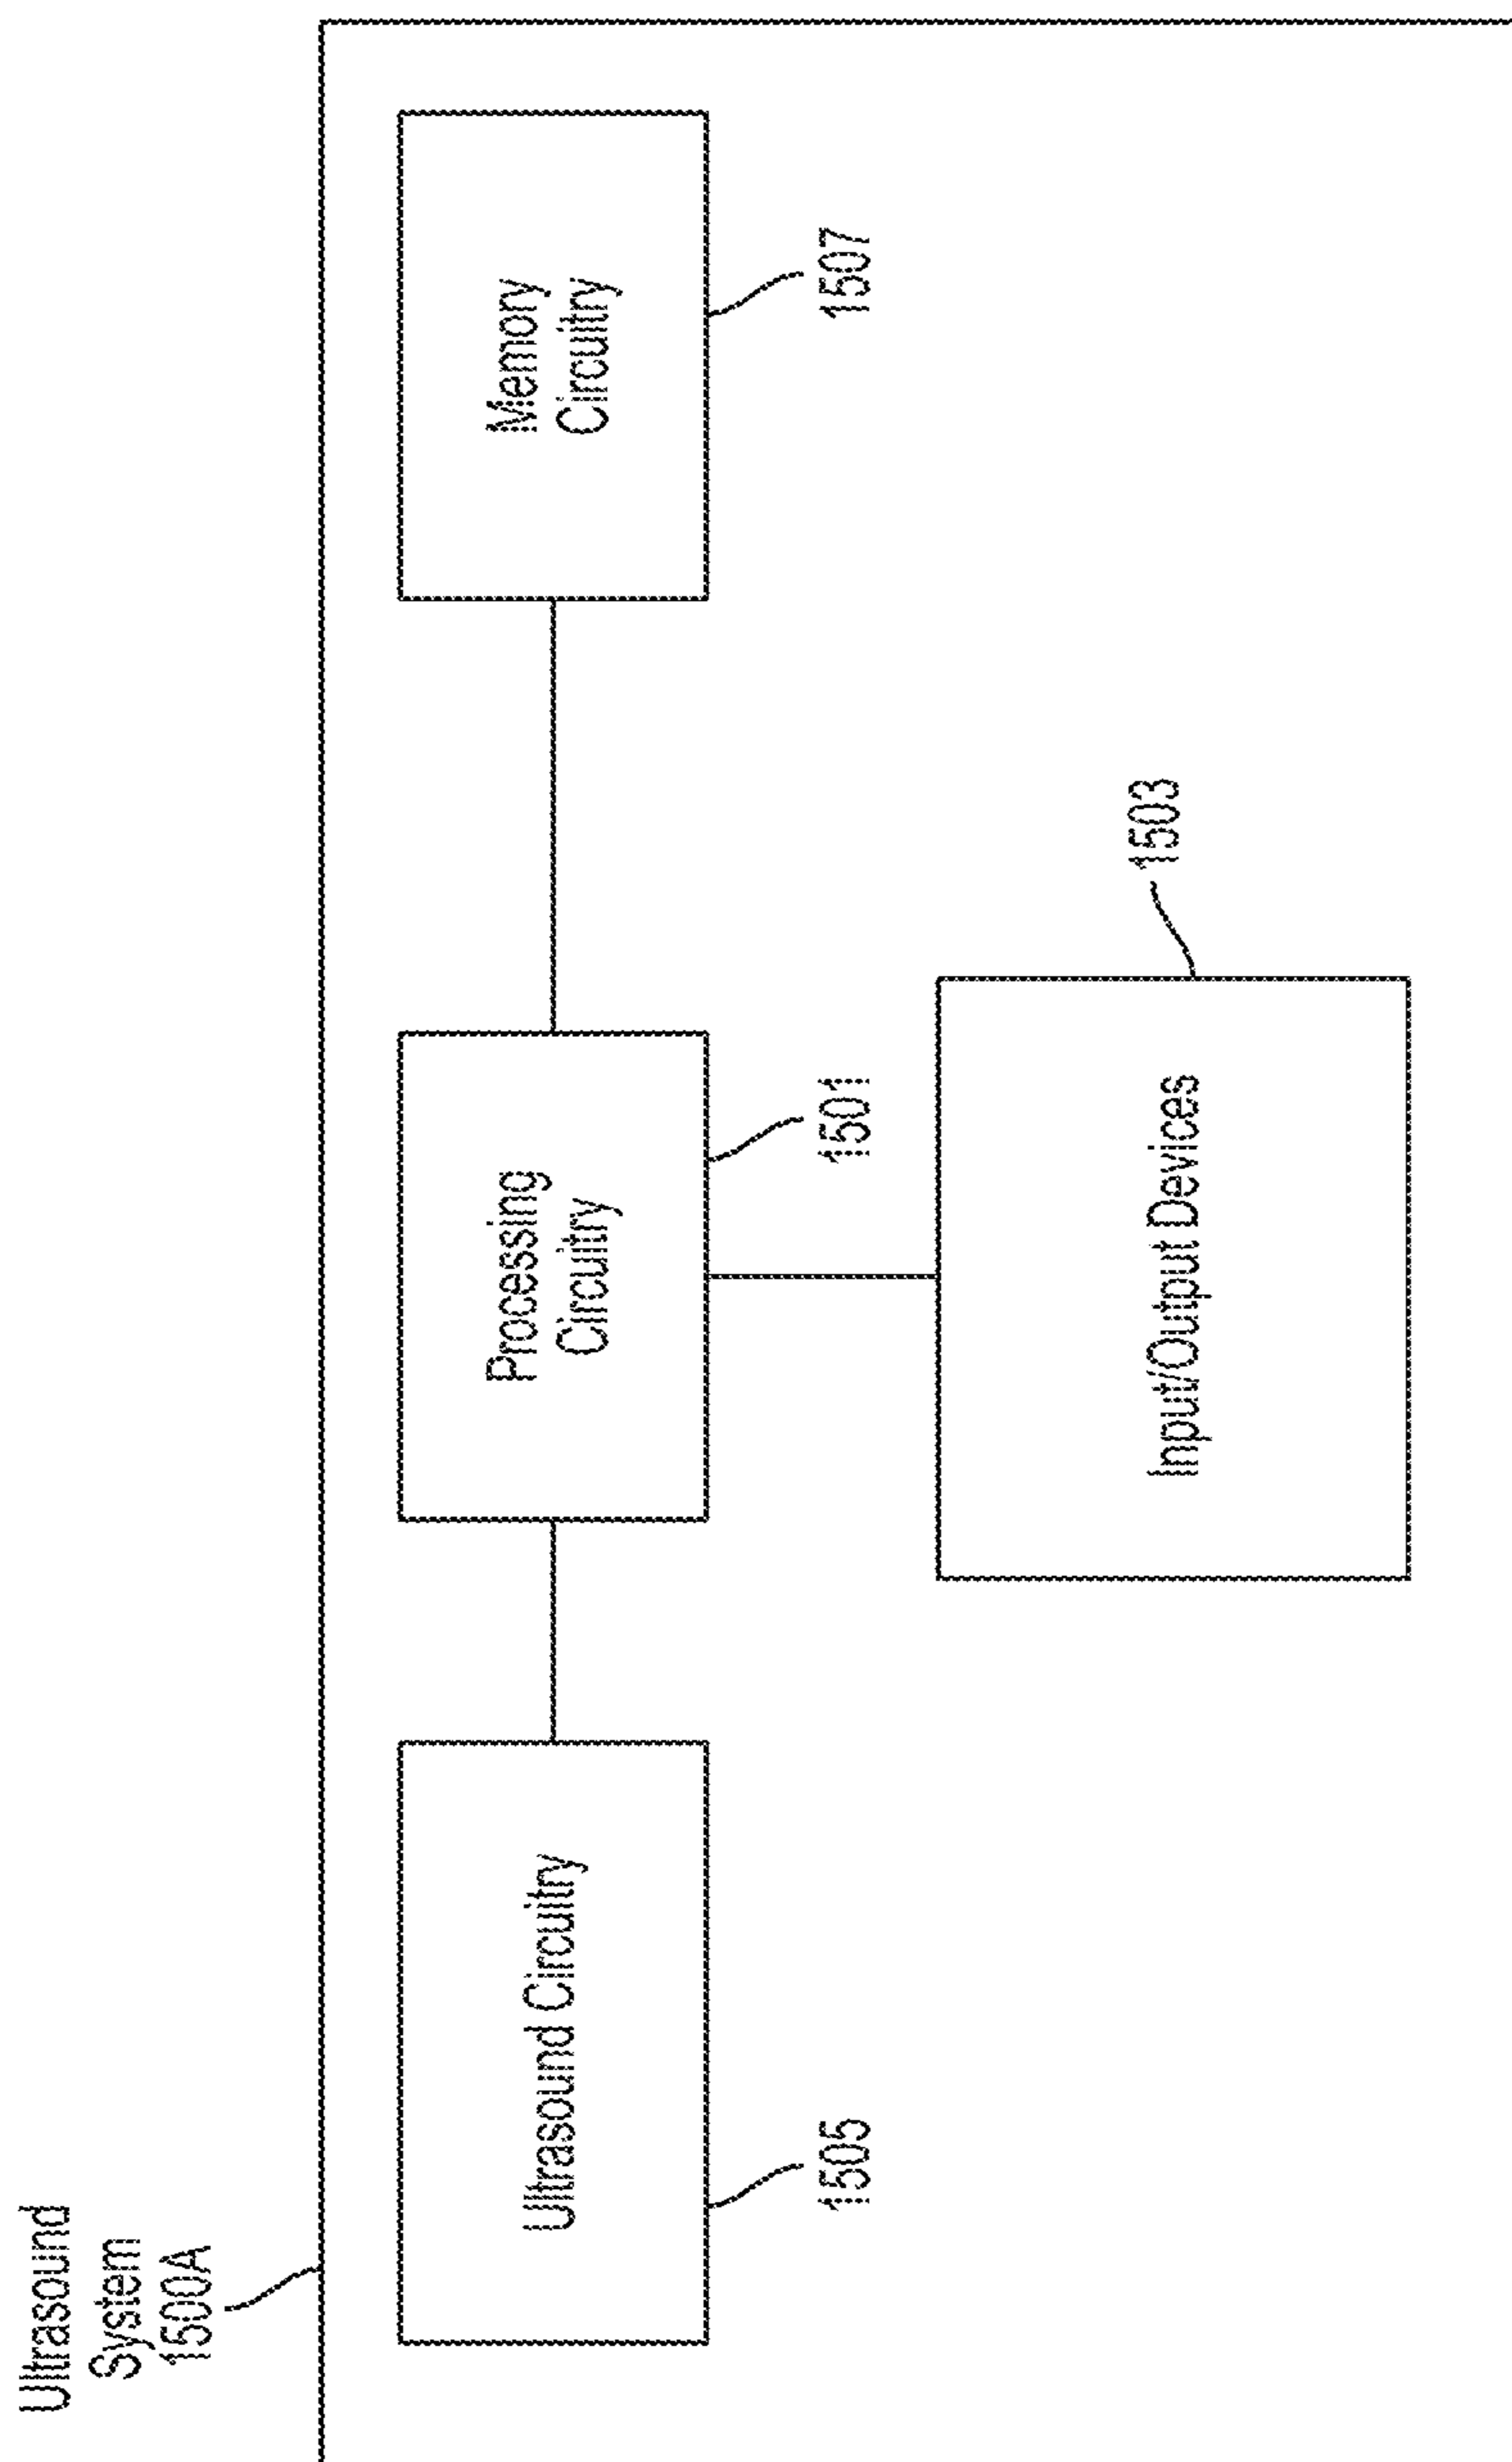 Ultrasound
System
1500A
Ultrasound Circuitry
1505
Processing
Circuitry
1501
Memory
Circuitry
1507
Input/Output Devices
1503